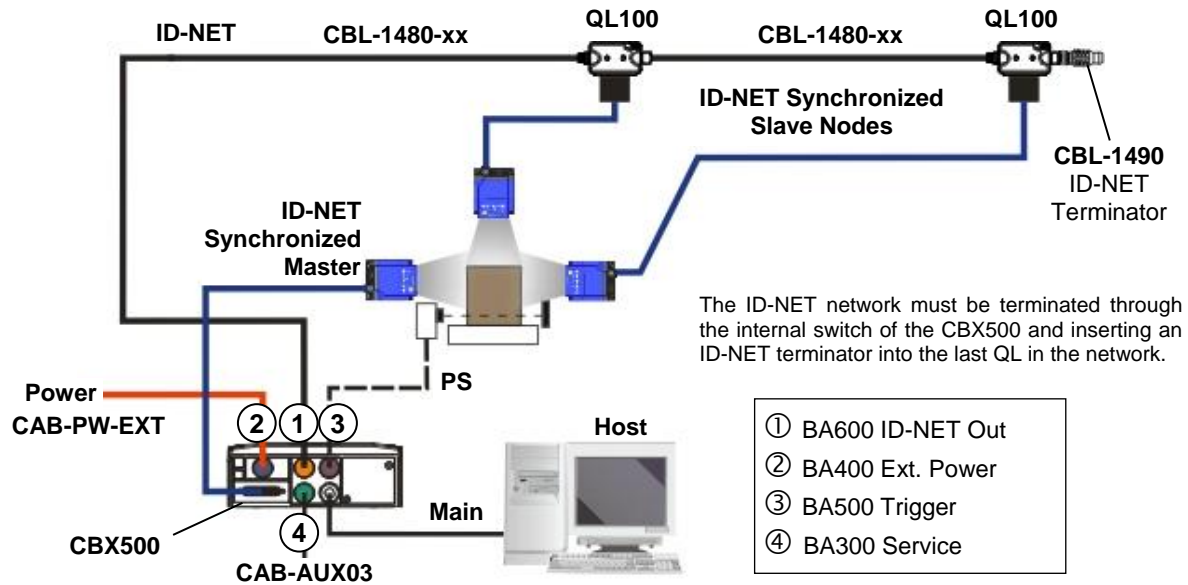 QL100
QL100
ID-NET
CBL-1480-xx
CBL-1480-xx
ID-NET Synchronized
Slave Nodes
CBL-1490
ID-NET
Terminator
ID-NET
Synchronized
Master
The ID-NET network must be terminated through
the internal switch of the CBX500 and inserting an
ID-NET terminator into the last QL in the network.
PS
Power
CAB-PW-EXT
2
1
3
Host
Main
CBX500
4
CAB-AUX03
① BA600 ID-NET Out
② BA400 Ext. Power
③ BA500 Trigger
④ BA300 Service